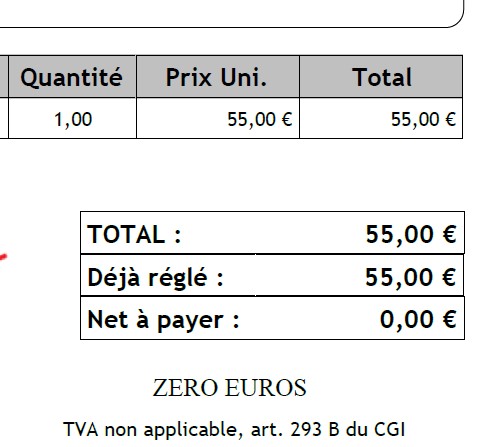 Quantité Prix Uni. Total
1,00 55,00 € 55,00 €
TOTAL : 55,00 €
Déjà réglé : 55,00 €
Net à payer : 0,00 €
ZERO EUROS
TVA non applicable, art. 293 B du CGI